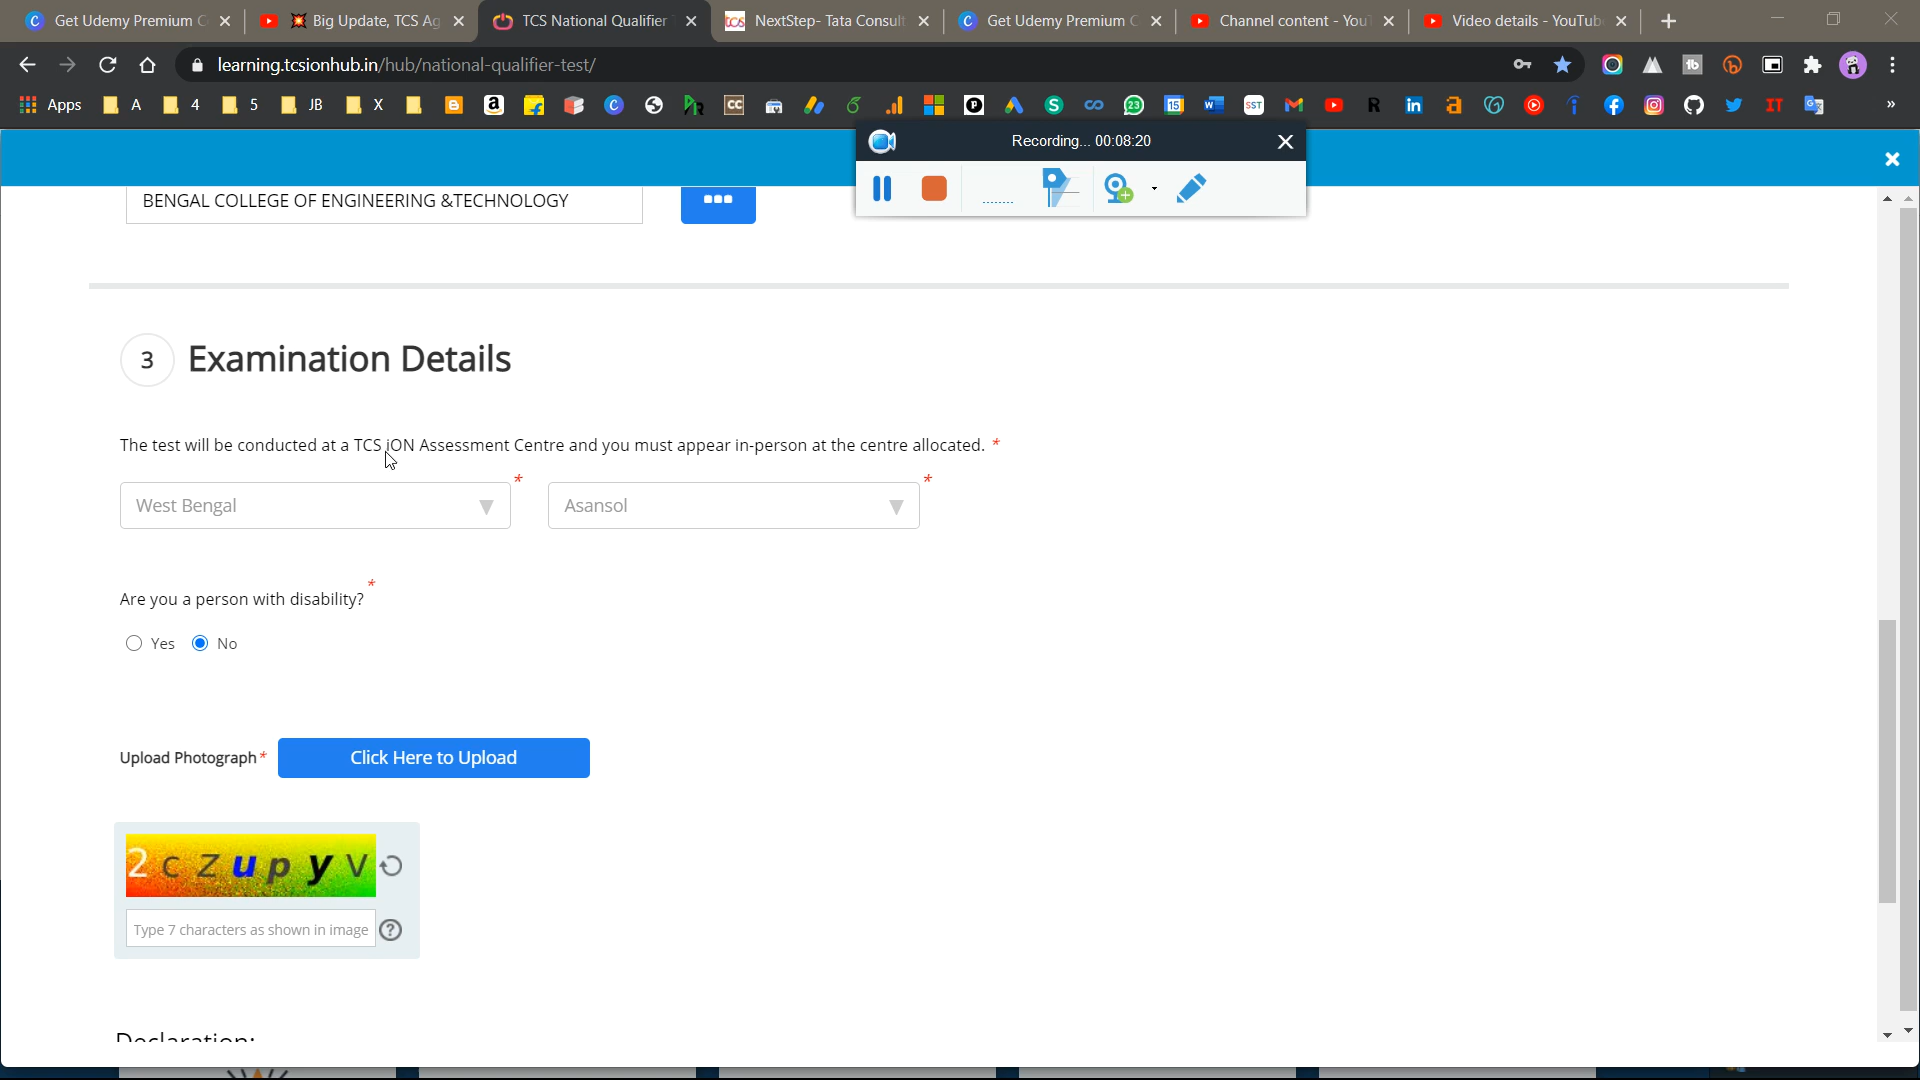 Get Udemy Premium C
Big Update, TCS Ag
TCS National Qualifier
NextStep- Tata Consult
Get Udemy Premium C
Channel content - YouT
Video details - YouTub
learning.tcsionhub.in/hub/national-qualifier-test/
Apps A 4 5 JB X
Recording... 00:08:20
BENGAL COLLEGE OF ENGINEERING &TECHNOLOGY
3 Examination Details
The test will be conducted at a TCS iON Assessment Centre and you must appear in-person at the centre allocated. *
West Bengal * Asansol *
Are you a person with disability? *
Yes No
Upload Photograph* Click Here to Upload
2 c z u p y V
Type 7 characters as shown in image
Declaration: